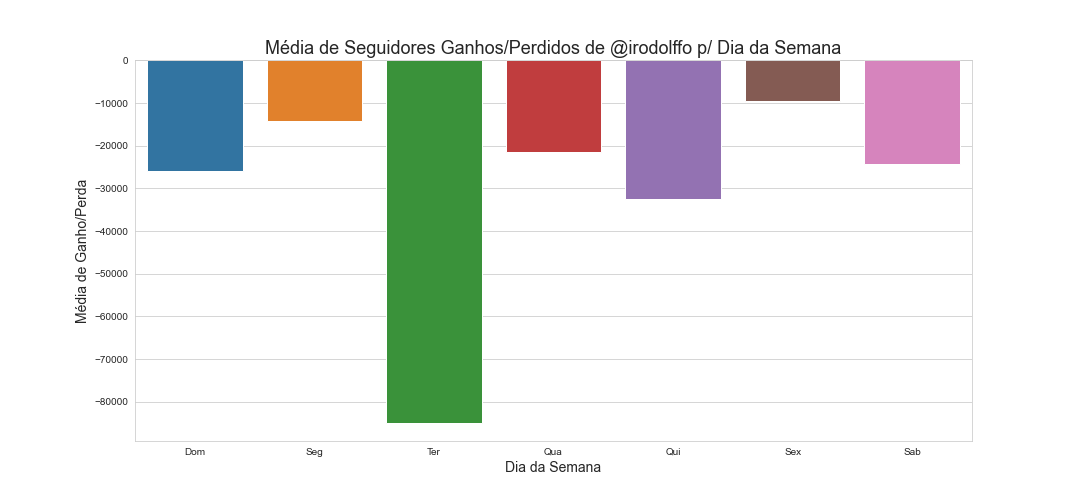 Média de Seguidores Ganhos/Perdidos de @irodolffo p/ Dia da Semana
Média de Ganho/Perda
0
−10000
−20000
−30000
−40000
−50000
−60000
−70000
−80000
Dom Seg Ter Qua Qui Sex Sab
Dia da Semana